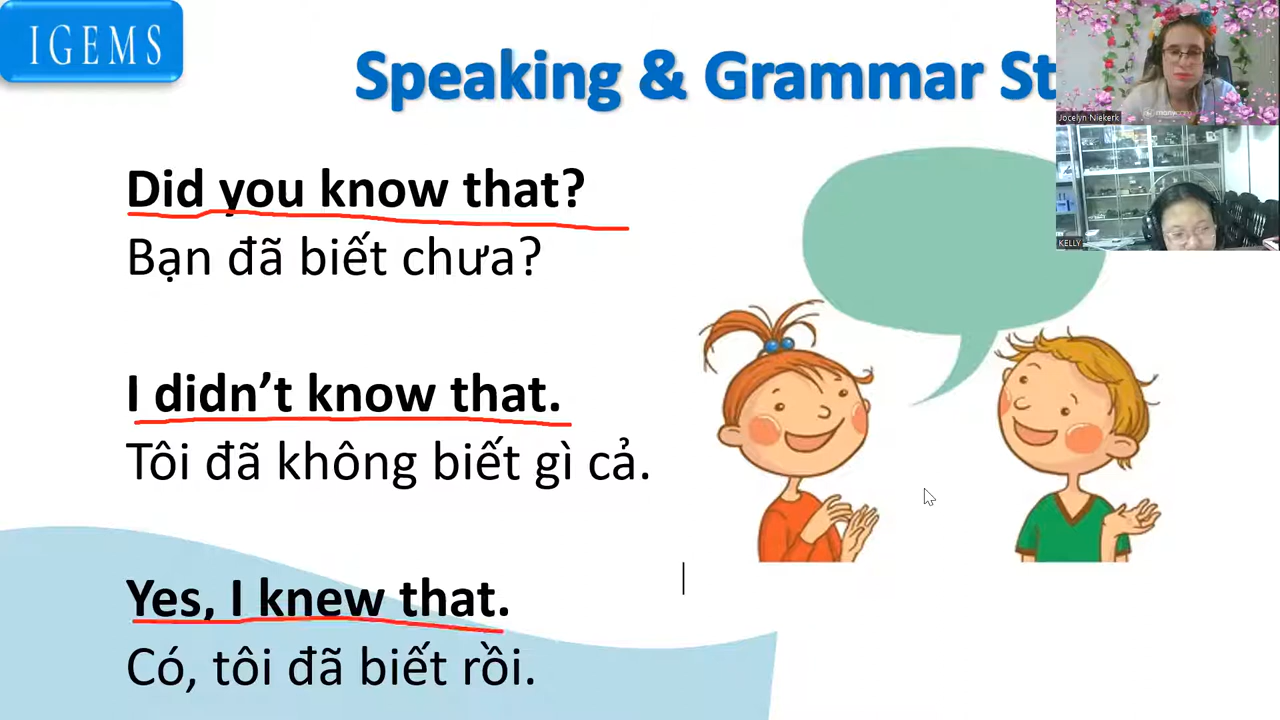 IGEMS
Speaking & Grammar St
Jocelyn Niekerk
KELLY
Did you know that?
Bạn đã biết chưa?
I didn’t know that.
Tôi đã không biết gì cả.
Yes, I knew that.
Có, tôi đã biết rồi.